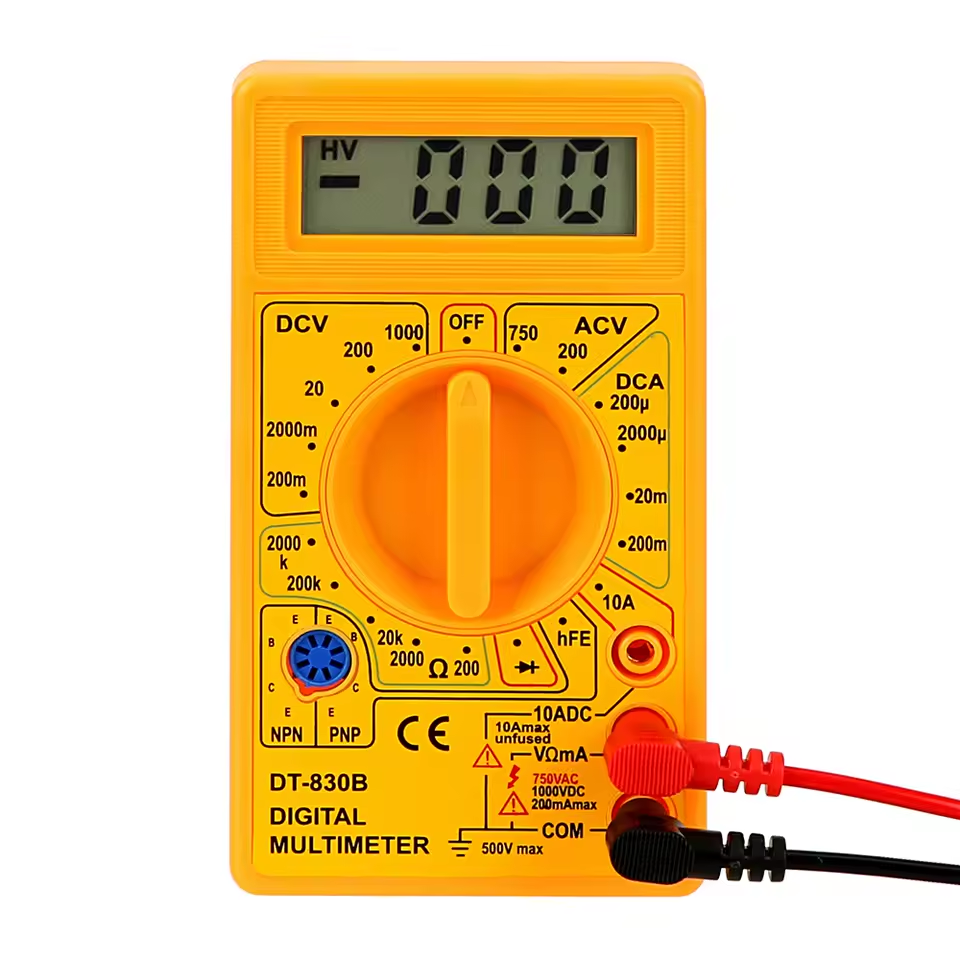 HV
- 000
DCV
1000
OFF
750
ACV
200
200
DCA
20
200µ
2000m
2000µ
200m
20m
200m
2000
k
200k
10A
20k
2000
Ω
200
hFE
E
E
B
B
C
C
E
E
NPN
PNP
CE
10ADC
10Amax
unfused
VΩmA
750VAC
1000VDC
200mAmax
COM
500V max
DT-830B
DIGITAL
MULTIMETER